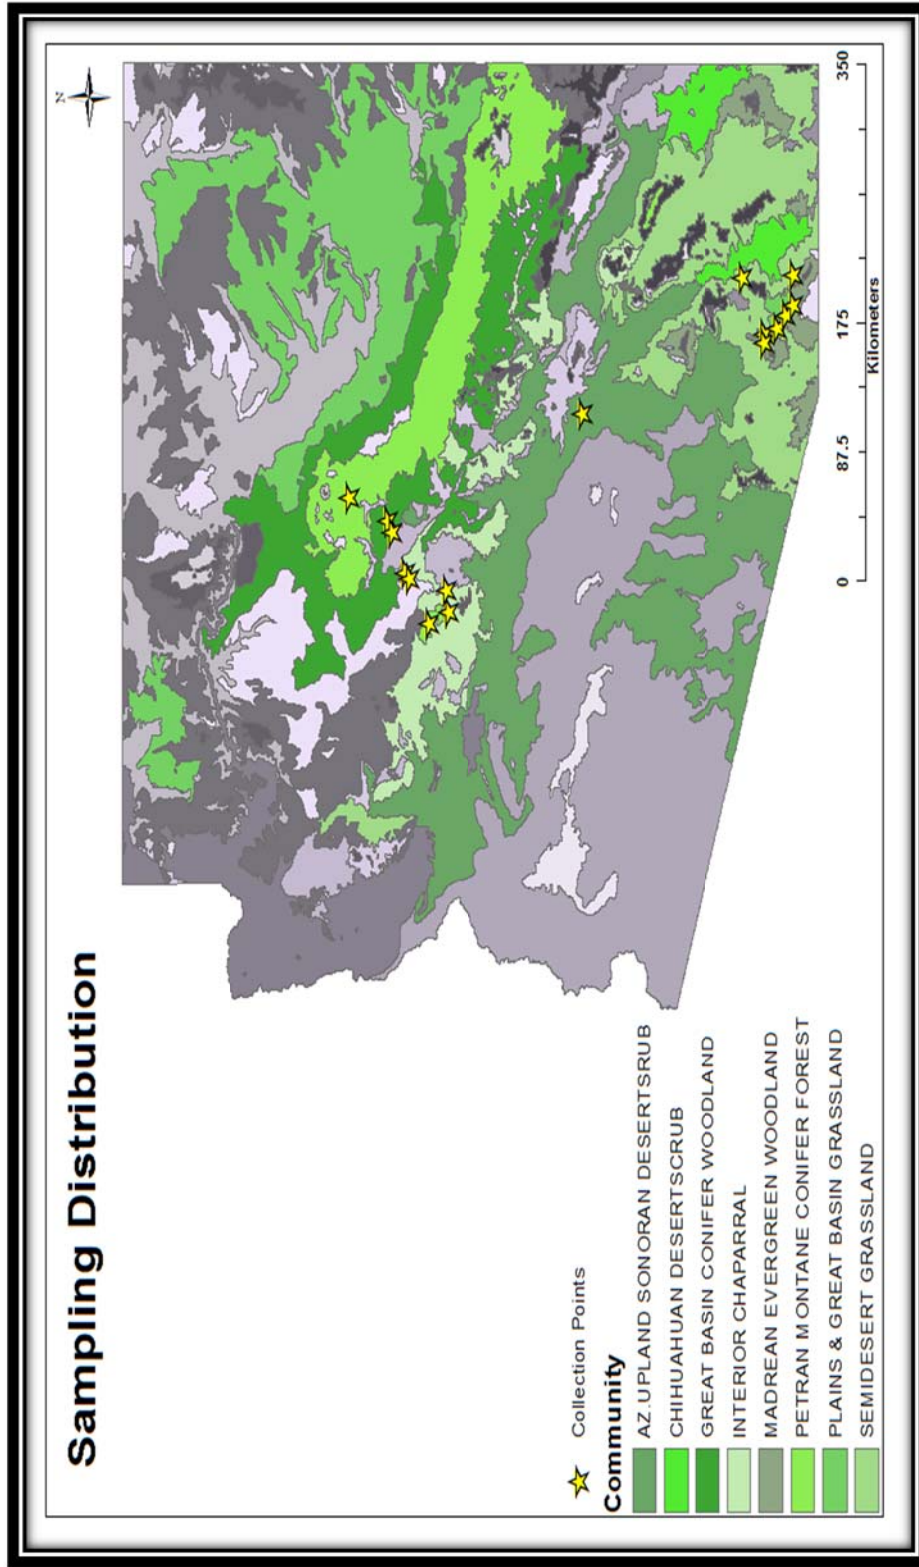 Sampling Distribution
N
Collection Points
Community
AZ.UPLAND SONORAN DESERTSRUB
CHIHUAHUAN DESERTSCRUB
GREAT BASIN CONIFER WOODLAND
INTERIOR CHAPARRAL
MADREAN EVERGREEN WOODLAND
PETRAN MONTANE CONIFER FOREST
PLAINS & GREAT BASIN GRASSLAND
SEMIDESERT GRASSLAND
0 87.5 175 350
Kilometers